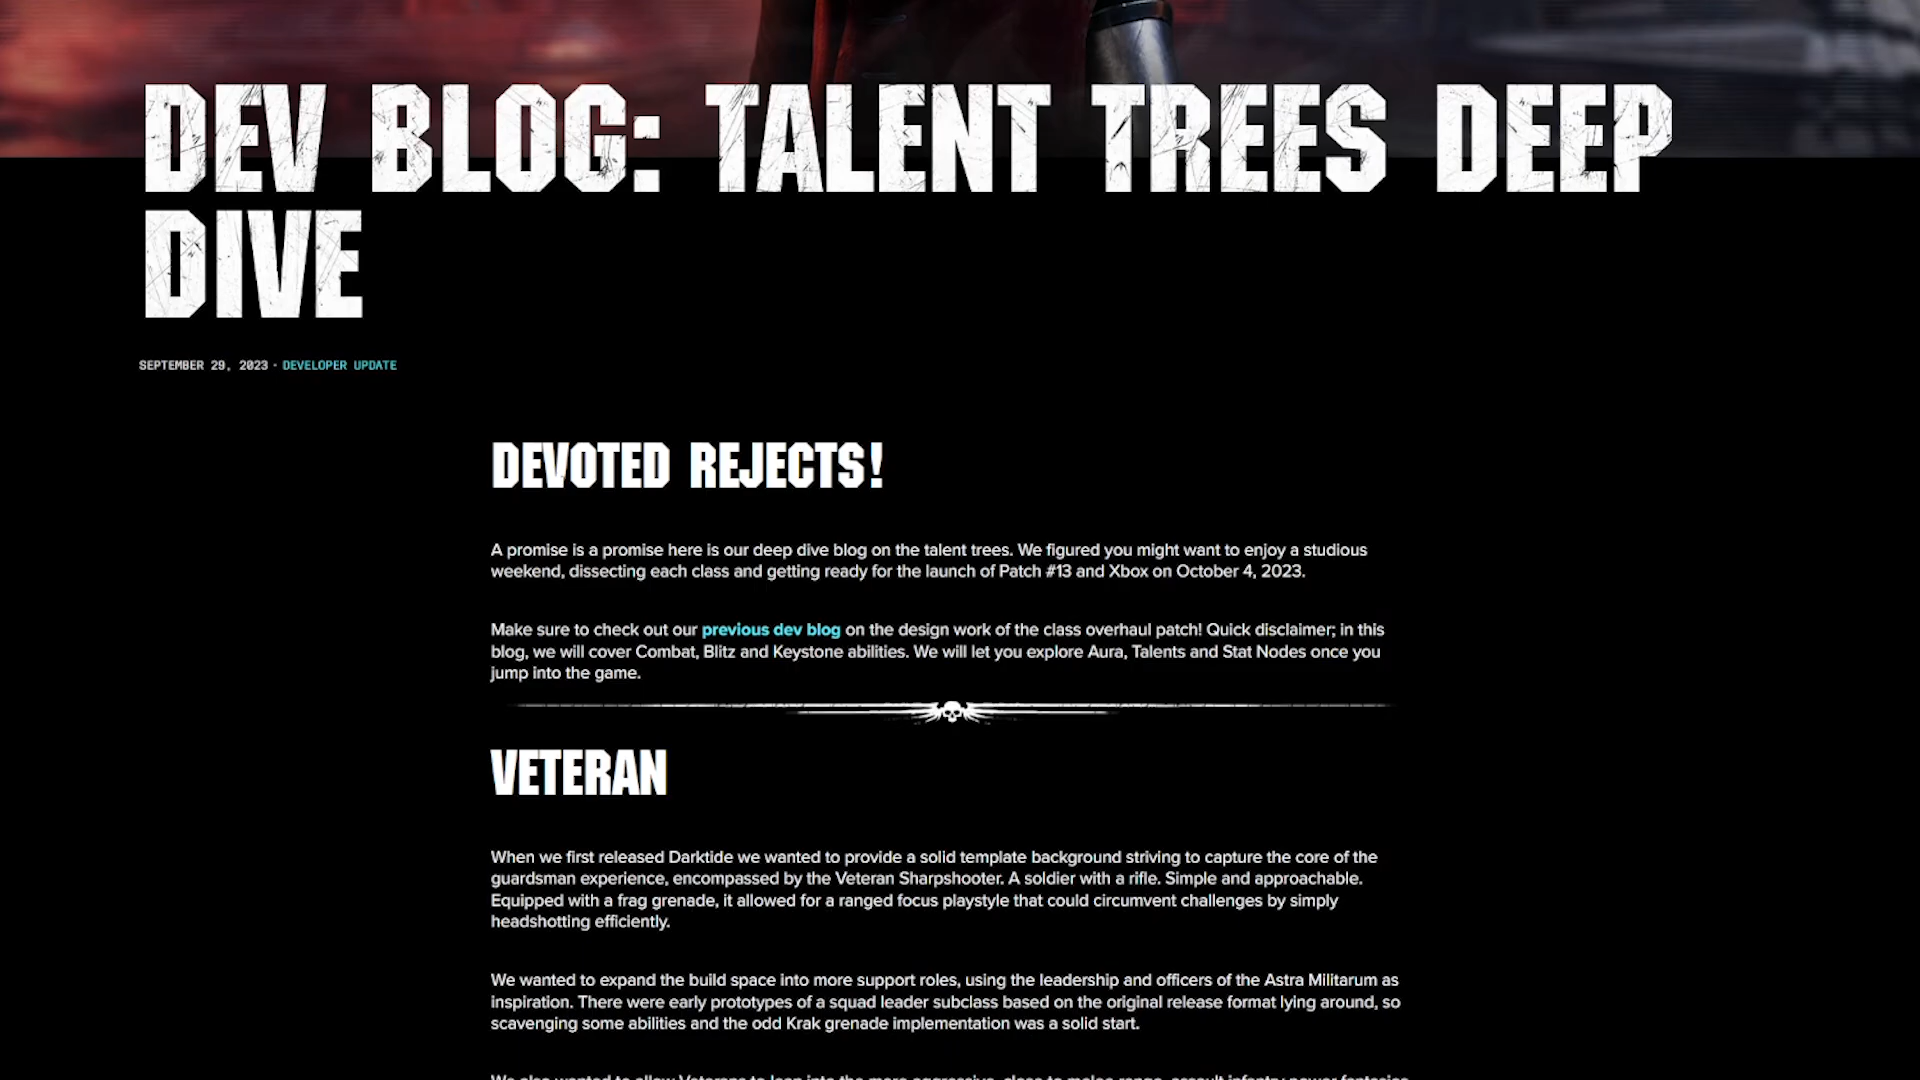 DEV BLOG: TALENT TREES DEEP
DIVE
SEPTEMBER 29, 2023 • DEVELOPER UPDATE
DEVOTED REJECTS!
A promise is a promise here is our deep dive blog on the talent trees. We figured you might want to enjoy a studious
weekend, dissecting each class and getting ready for the launch of Patch #13 and Xbox on October 4, 2023.
Make sure to check out our previous dev blog on the design work of the class overhaul patch! Quick disclaimer; in this
blog, we will cover Combat, Blitz and Keystone abilities. We will let you explore Aura, Talents and Stat Nodes once you
jump into the game.
VETERAN
When we first released Darktide we wanted to provide a solid template background striving to capture the core of the
guardsman experience, encompassed by the Veteran Sharpshooter. A soldier with a rifle. Simple and approachable.
Equipped with a frag grenade, it allowed for a ranged focus playstyle that could circumvent challenges by simply
headshotting efficiently.
We wanted to expand the build space into more support roles, using the leadership and officers of the Astra Militarum as
inspiration. There were early prototypes of a squad leader subclass based on the original release format lying around, so
scavenging some abilities and the odd Krak grenade implementation was a solid start.